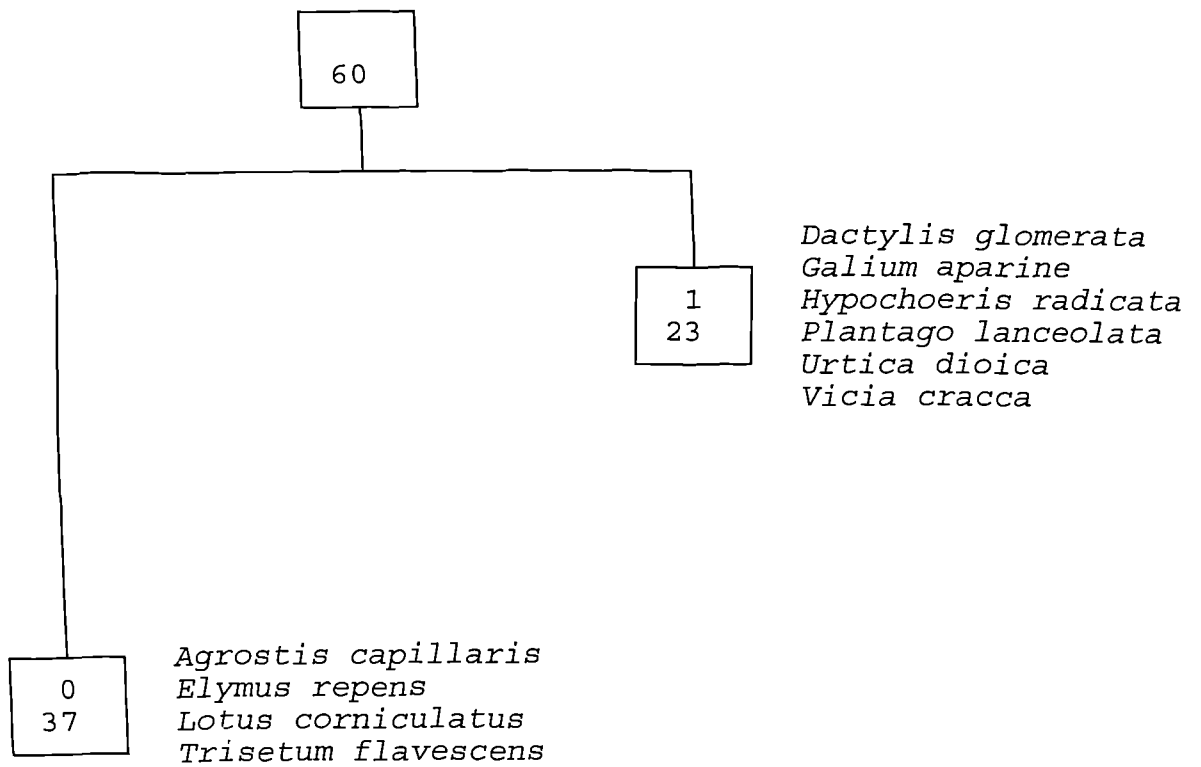 60
1
23
Dactylis glomerata
Galium aparine
Hypochoeris radicata
Plantago lanceolata
Urtica dioica
Vicia cracca
0
37
Agrostis capillaris
Elymus repens
Lotus corniculatus
Trisetum flavescens